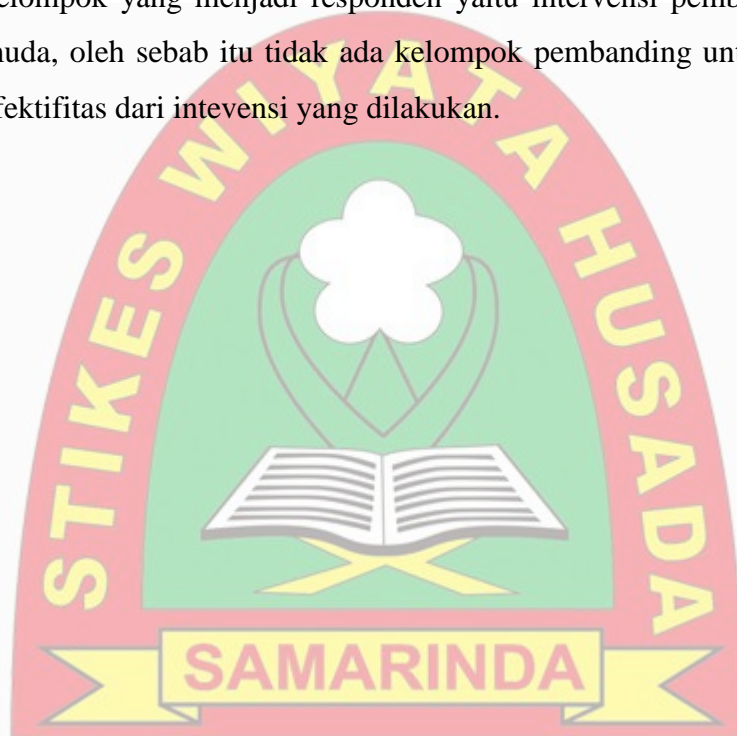 elompok yang menjadi responden yaitu intervensi pemb
uda, oleh sebab itu tidak ada kelompok pembanding unt
fektifitas dari intevensi yang dilakukan.
STIKES WIYATA HUSADA
SAMARINDA